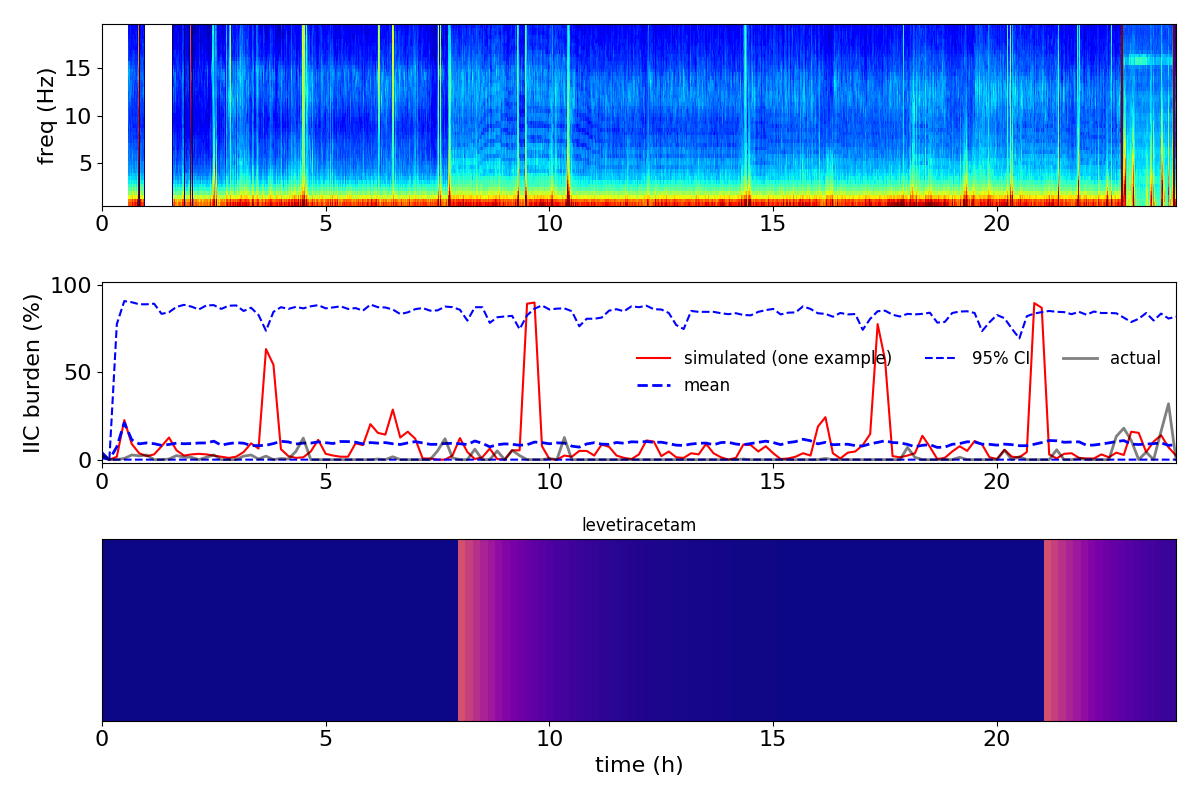 15
10
5
freq (Hz)
0 5 10 15 20
100
50
0
IIC burden (%)
simulated (one example) 95% CI actual
mean
0 5 10 15 20
levetiracetam
0 5 10 15 20
time (h)